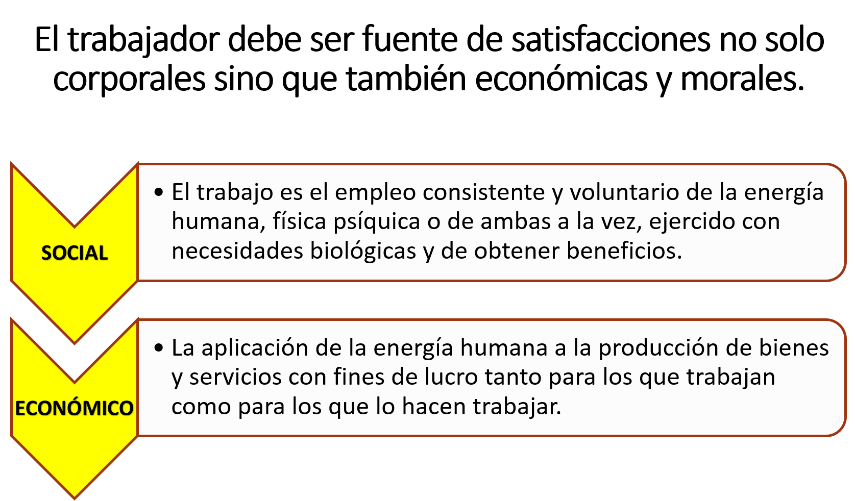 El trabajador debe ser fuente de satisfacciones no solo
corporales sino que también económicas y morales.
SOCIAL
• El trabajo es el empleo consistente y voluntario de la energía
humana, física psíquica o de ambas a la vez, ejercido con
necesidades biológicas y de obtener beneficios.
ECONÓMICO
• La aplicación de la energía humana a la producción de bienes
y servicios con fines de lucro tanto para los que trabajan
como para los que lo hacen trabajar.